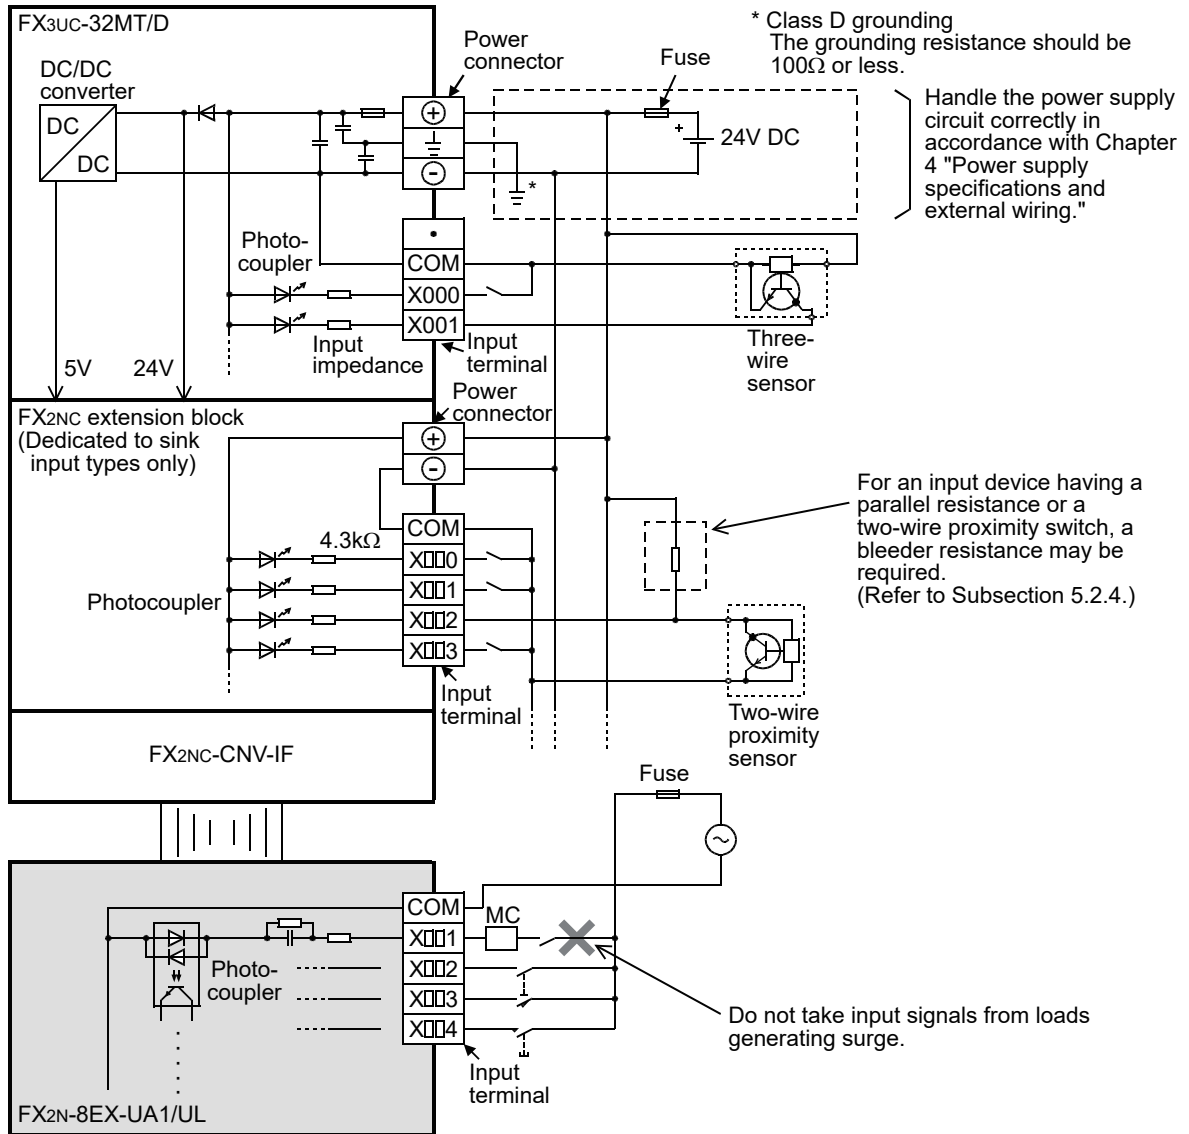 FX3UC-32MT/D
* Class D grounding
The grounding resistance should be
100Ω or less.
Power
connector
Fuse
DC/DC
converter
DC
DC
+
24V DC
*
Handle the power supply
circuit correctly in
accordance with Chapter
4 "Power supply
specifications and
external wiring."
Photo-
coupler
COM
X000
X001
Input
impedance
Input
terminal
Three-
wire
sensor
5V
24V
Power
connector
FX2NC extension block
(Dedicated to sink
input types only)
For an input device having a
parallel resistance or a
two-wire proximity switch, a
bleeder resistance may be
required.
(Refer to Subsection 5.2.4.)
COM
4.3kΩ
X▯▯0
X▯▯1
X▯▯2
X▯▯3
Photocoupler
Input
terminal
Two-wire
proximity
sensor
FX2NC-CNV-IF
Fuse
COM
MC
X▯▯1
X▯▯2
X▯▯3
X▯▯4
Photo-
coupler
Do not take input signals from loads
generating surge.
Input
terminal
FX2N-8EX-UA1/UL